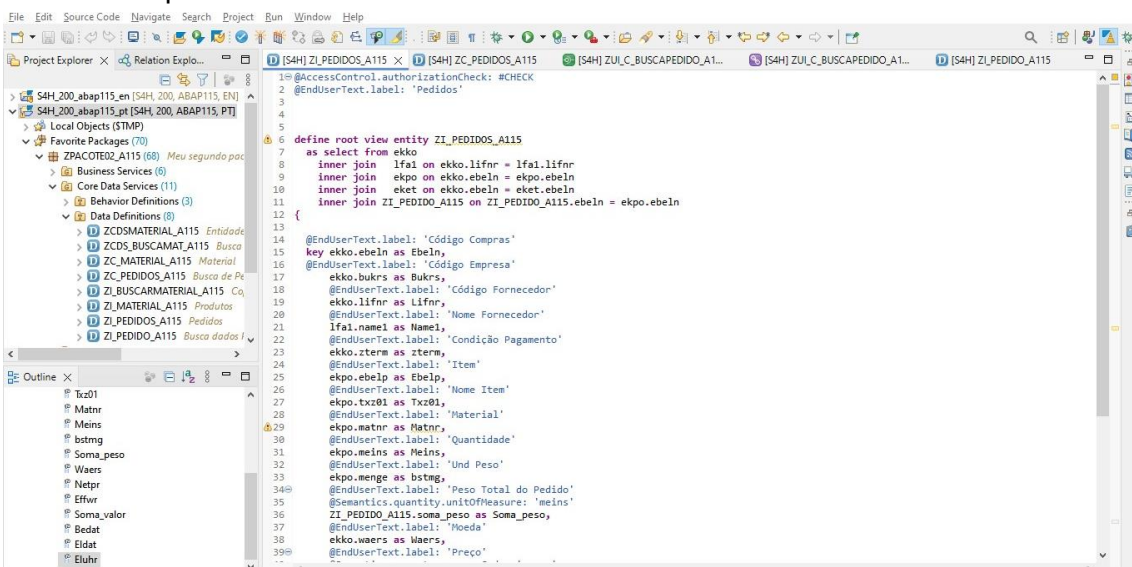 File Edit Source Code Navigate Search Project Run Window Help
Project Explorer Relation Explo...
[S4H] ZI_PEDIDOS_A115 [S4H] ZC_PEDIDOS_A115 [S4H] ZUI_C_BUSCAPEDIDO_A1... [S4H] ZUI_C_BUSCAPEDIDO_A1... [S4H] ZI_PEDIDO_A115
S4H_200_abap115_en [S4H, 200, ABAP115, EN]
S4H_200_abap115_pt [S4H, 200, ABAP115, PT]
Local Objects ($TMP)
Favorite Packages (70)
ZPACOTE02_A115 (68) Meu segundo pac
Business Services (6)
Core Data Services (11)
Behavior Definitions (3)
Data Definitions (8)
ZCDSMATERIAL_A115 Entidade
ZCDS_BUSCAMAT_A115 Busca
ZC_MATERIAL_A115 Material
ZC_PEDIDOS_A115 Busca de Pe
ZI_BUSCARMATERIAL_A115 Co
ZI_MATERIAL_A115 Produtos
ZI_PEDIDOS_A115 Pedidos
ZI_PEDIDO_A115 Busca dados
Outline
Txz01
Matnr
Meins
bstmg
Soma_peso
Waers
Netpr
Effwr
Soma_valor
Bedat
Eldat
Eluhr
1 @AccessControl.authorizationCheck: #CHECK
2 @EndUserText.label: 'Pedidos'
3
4
5
6 define root view entity ZI_PEDIDOS_A115
7 as select from ekko
8 inner join lfa1 on ekko.lifnr = lfa1.lifnr
9 inner join ekpo on ekko.ebeln = ekpo.ebeln
10 inner join eket on ekko.ebeln = eket.ebeln
11 inner join ZI_PEDIDO_A115 on ZI_PEDIDO_A115.ebeln = ekpo.ebeln
12 {
13
14 @EndUserText.label: 'Código Compras'
15 key ekko.ebeln as Ebeln,
16 @EndUserText.label: 'Código Empresa'
17 ekko.bukrs as Bukrs,
18 @EndUserText.label: 'Código Fornecedor'
19 ekko.lifnr as Lifnr,
20 @EndUserText.label: 'Nome Fornecedor'
21 lfa1.name1 as Name1,
22 @EndUserText.label: 'Condição Pagamento'
23 ekko.zterm as zterm,
24 @EndUserText.label: 'Item'
25 ekpo.ebelp as Ebelp,
26 @EndUserText.label: 'Nome Item'
27 ekpo.txz01 as Txz01,
28 @EndUserText.label: 'Material'
29 ekpo.matnr as Matnr,
30 @EndUserText.label: 'Quantidade'
31 ekpo.meins as Meins,
32 @EndUserText.label: 'Und Peso'
33 ekpo.menge as bstmg,
34 @EndUserText.label: 'Peso Total do Pedido'
35 @Semantics.quantity.unitOfMeasure: 'meins'
36 ZI_PEDIDO_A115.soma_peso as Soma_peso,
37 @EndUserText.label: 'Moeda'
38 ekko.waers as Waers,
39 @EndUserText.label: 'Preço'